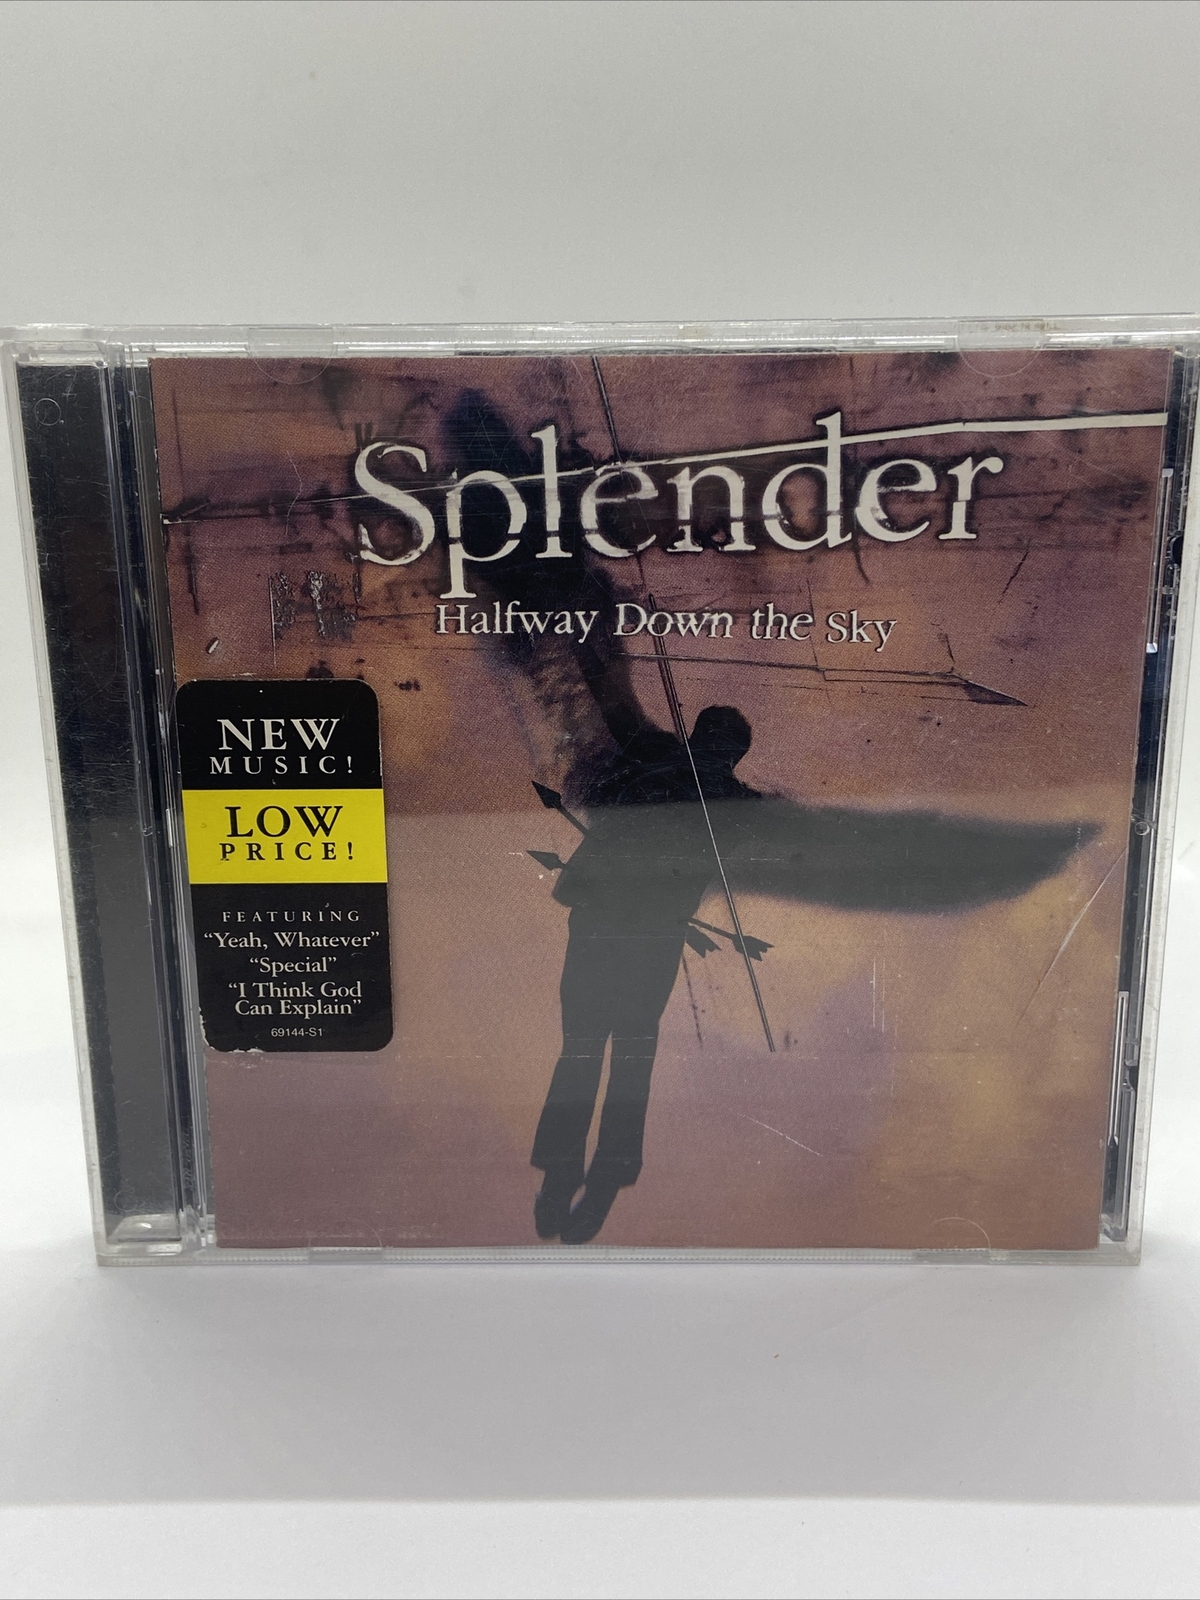 Splender
Halfway Down the Sky
NEW
MUSIC!
LOW
PRICE!
FEATURING
“Yeah, Whatever”
“Special”
“I Think God
Can Explain”
69144-S1